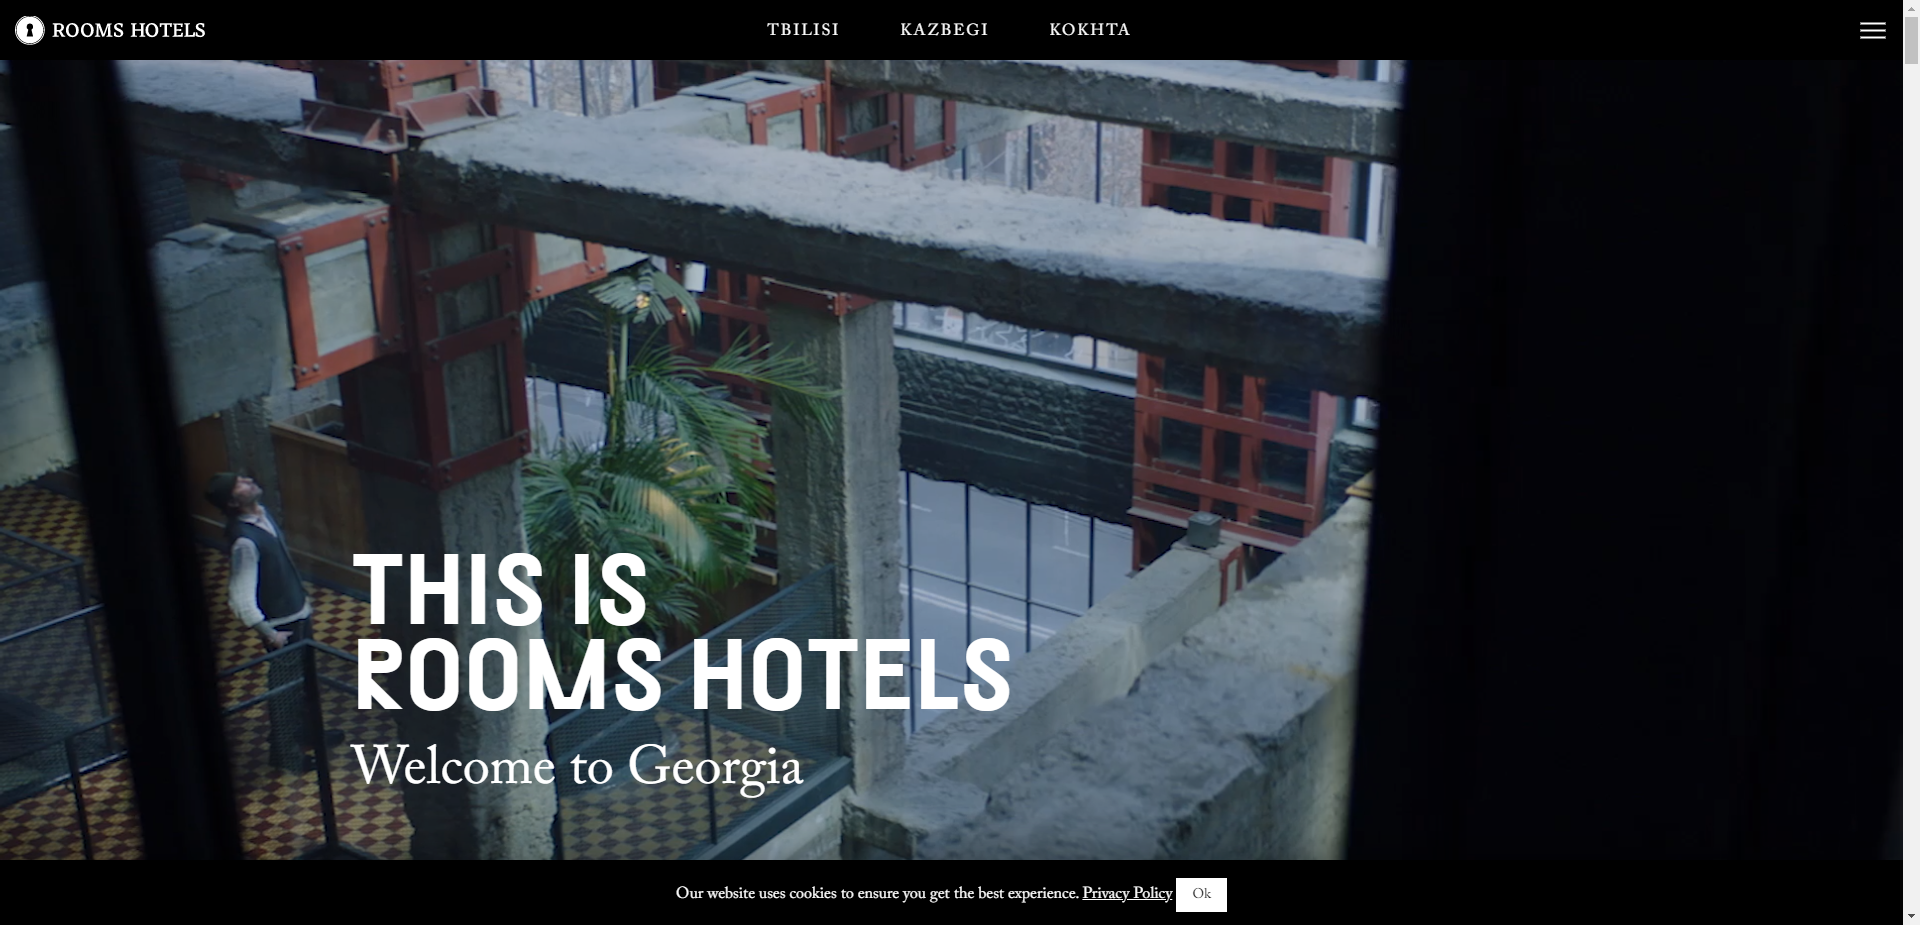 ROOMS HOTELS
TBILISI
KAZBEGI
KOKHTA
THIS IS
ROOMS HOTELS
Welcome to Georgia
Our website uses cookies to ensure you get the best experience. Privacy Policy Ok